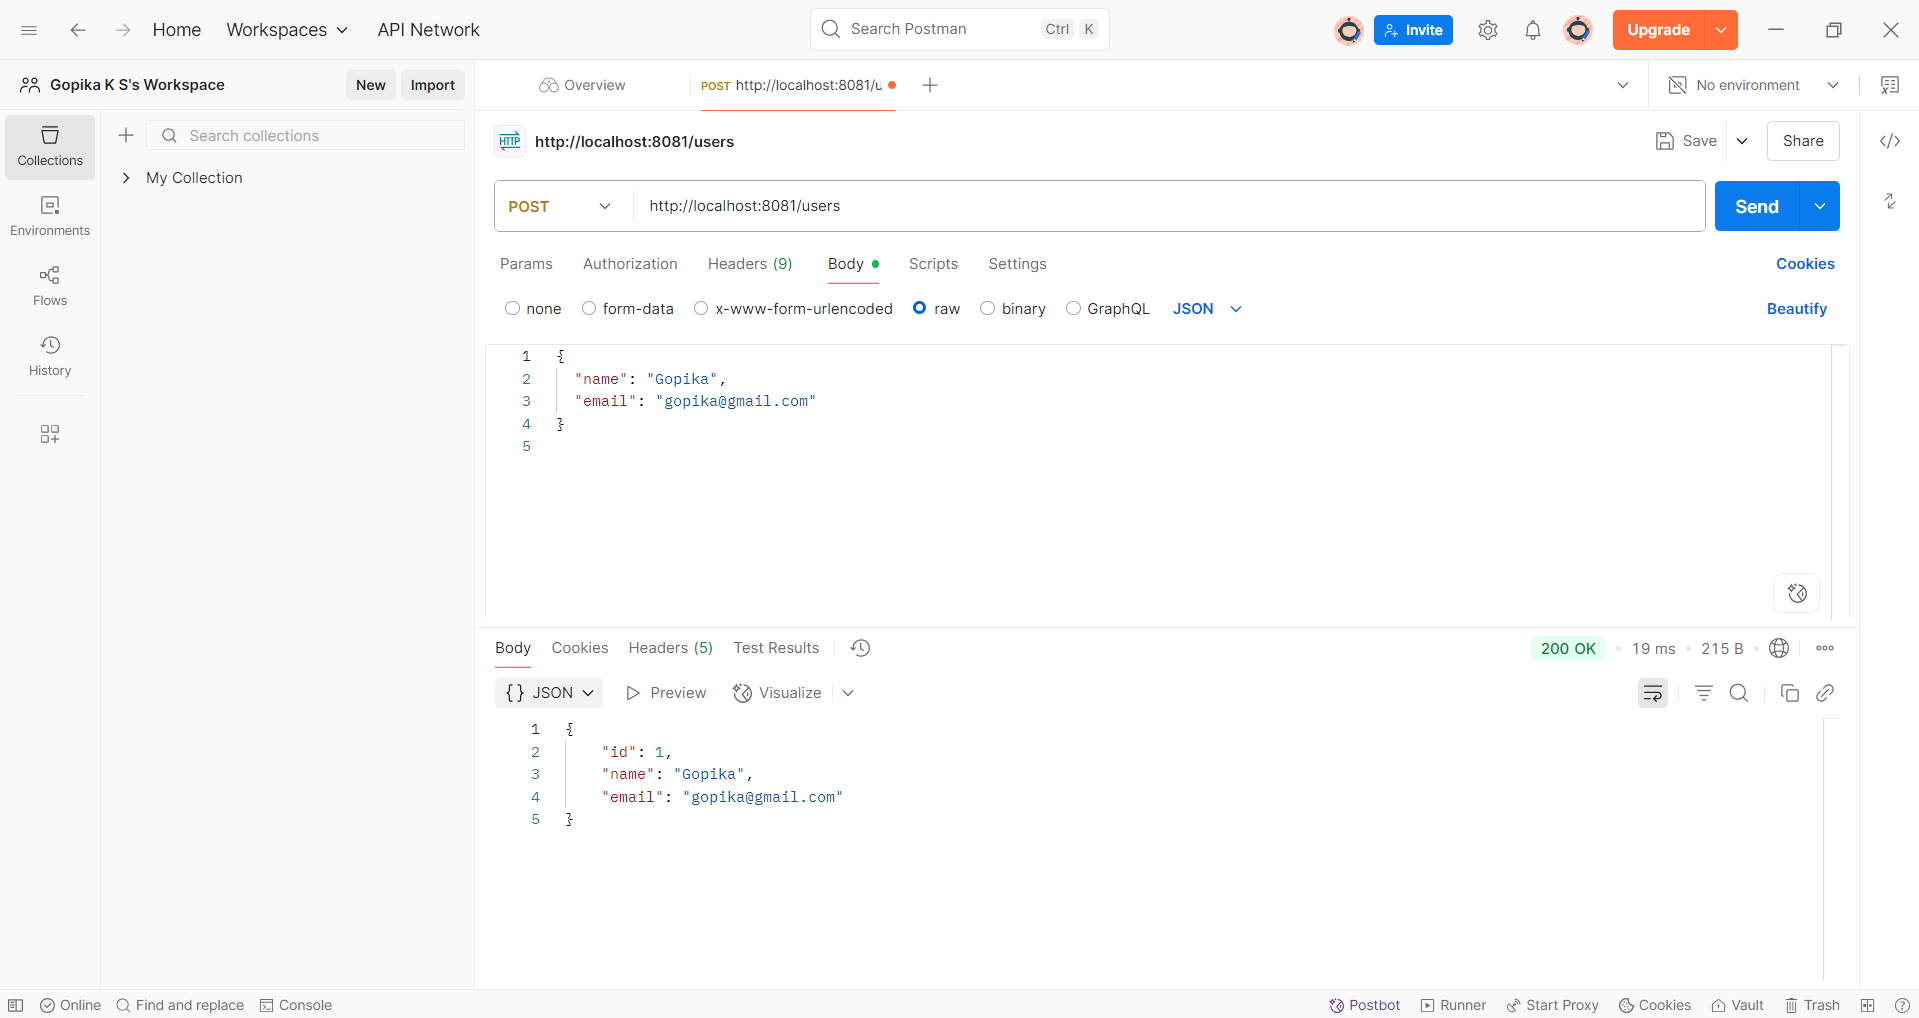 Home Workspaces API Network Search Postman Ctrl K Invite Upgrade
Gopika K S's Workspace New Import Overview POST http://localhost:8081/u No environment
Collections
Search collections
My Collection
Environments
Flows
History
HTTP http://localhost:8081/users Save Share
POST http://localhost:8081/users Send
Params Authorization Headers (9) Body Scripts Settings Cookies
none form-data x-www-form-urlencoded raw binary GraphQL JSON Beautify
1 {
2 "name": "Gopika",
3 "email": "gopika@gmail.com"
4 }
5
Body Cookies Headers (5) Test Results 200 OK 19 ms 215 B
{} JSON Preview Visualize
1 {
2 "id": 1,
3 "name": "Gopika",
4 "email": "gopika@gmail.com"
5 }
Online Find and replace Console Postbot Runner Start Proxy Cookies Vault Trash